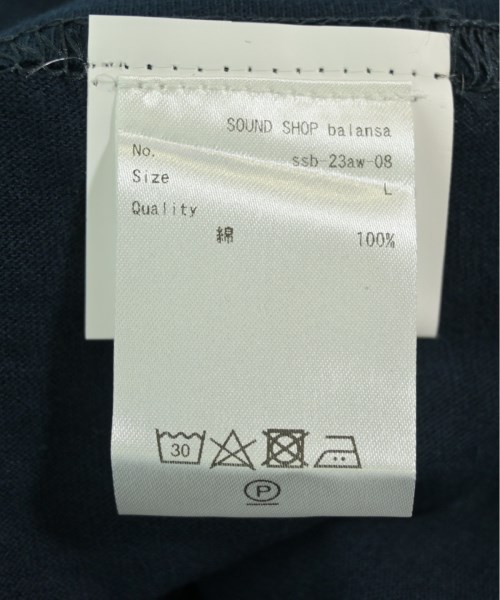 SOUND SHOP balansa
No. ssb-23aw-08
Size L
Quality
綿 100%
30
P